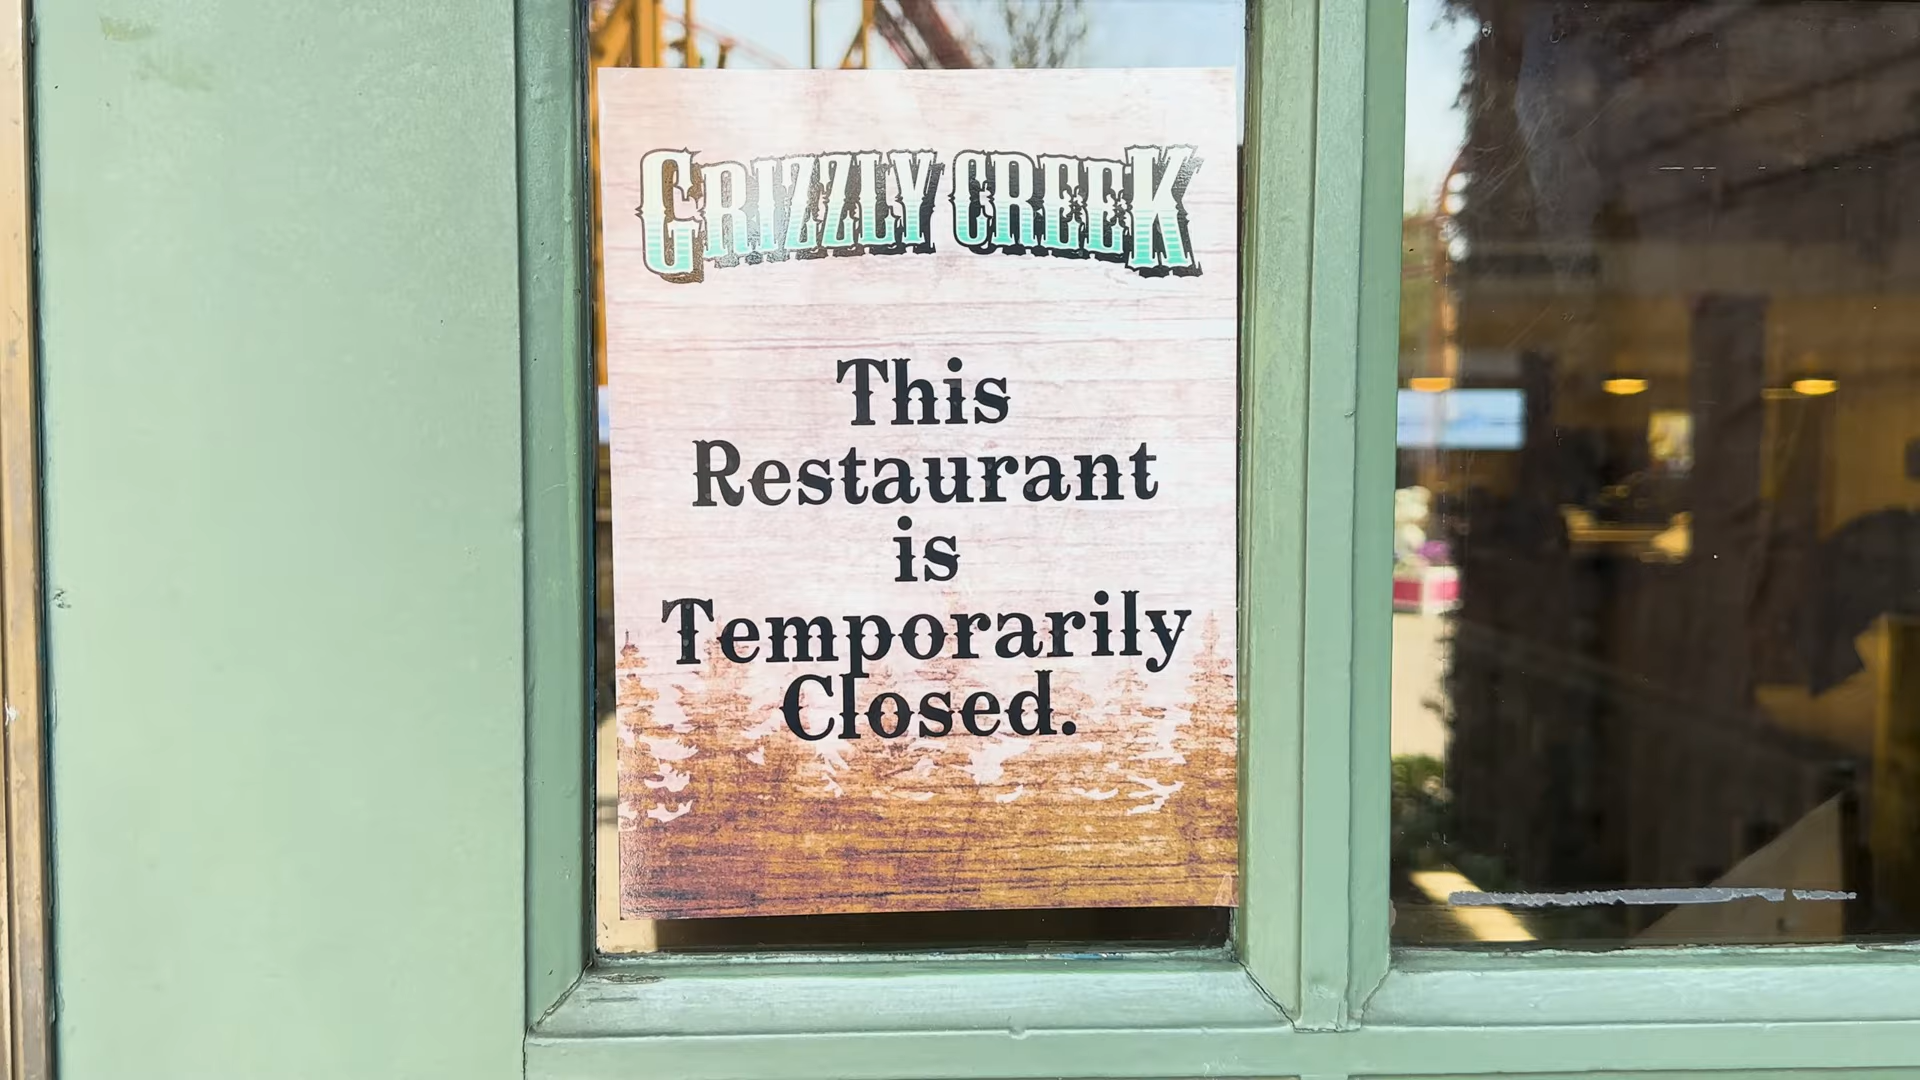 GRIZZLY CREEK
This
Restaurant
is
Temporarily
Closed.